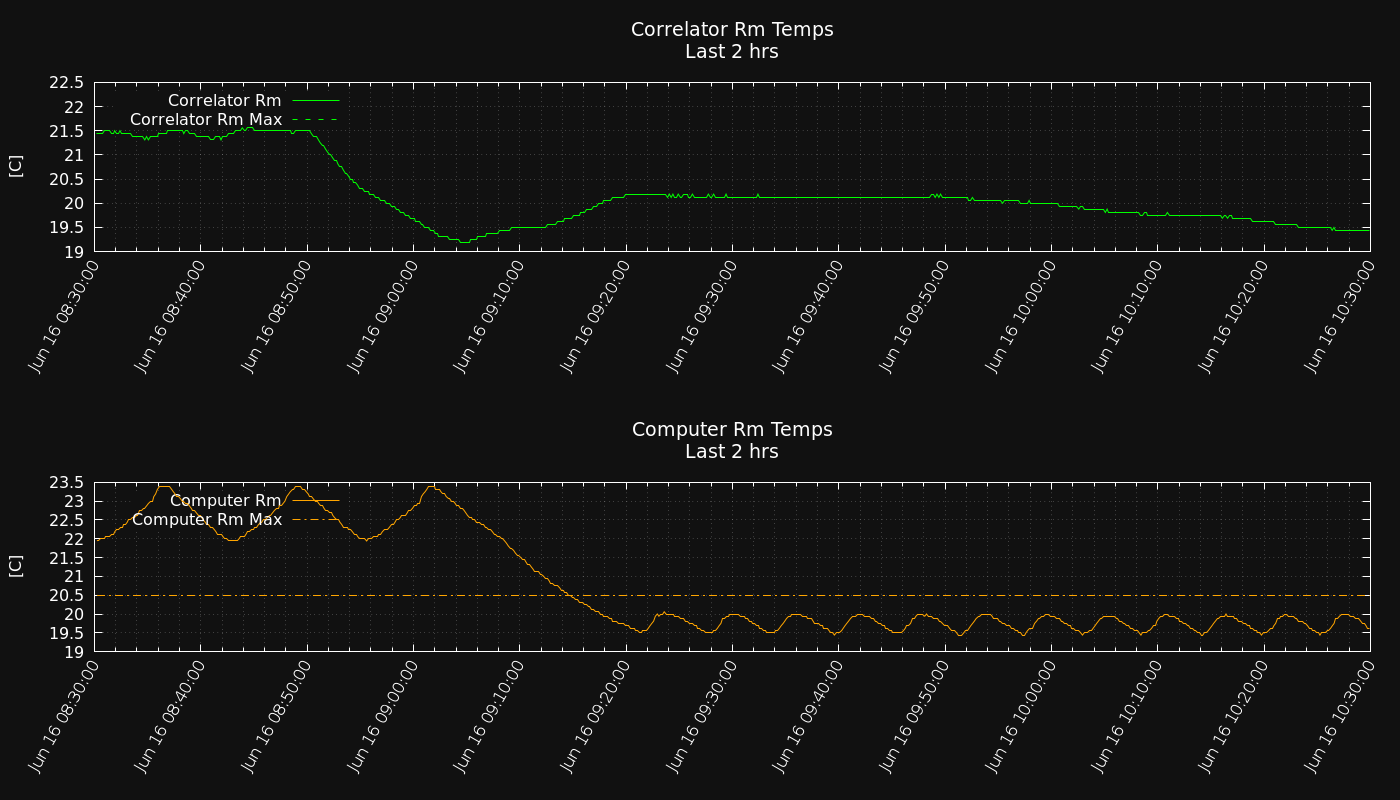 Correlator Rm Temps
Last 2 hrs
22.5
22
21.5
21
20.5
20
19.5
19
[C]
Correlator Rm
Correlator Rm Max
Jun 16 08:30:00
Jun 16 08:40:00
Jun 16 08:50:00
Jun 16 09:00:00
Jun 16 09:10:00
Jun 16 09:20:00
Jun 16 09:30:00
Jun 16 09:40:00
Jun 16 09:50:00
Jun 16 10:00:00
Jun 16 10:10:00
Jun 16 10:20:00
Jun 16 10:30:00
Computer Rm Temps
Last 2 hrs
23.5
23
22.5
22
21.5
21
20.5
20
19.5
19
[C]
Computer Rm
Computer Rm Max
Jun 16 08:30:00
Jun 16 08:40:00
Jun 16 08:50:00
Jun 16 09:00:00
Jun 16 09:10:00
Jun 16 09:20:00
Jun 16 09:30:00
Jun 16 09:40:00
Jun 16 09:50:00
Jun 16 10:00:00
Jun 16 10:10:00
Jun 16 10:20:00
Jun 16 10:30:00